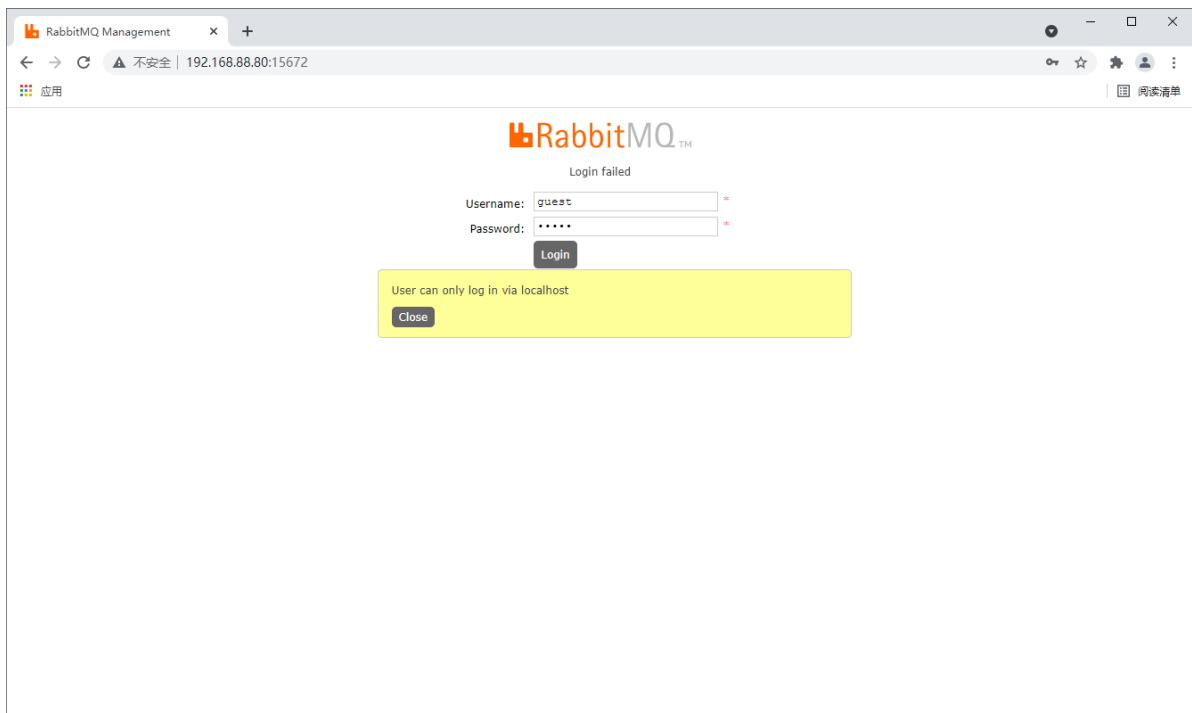 RabbitMQ Management
不安全 192.168.88.80:15672
应用 阅读清单
RabbitMQ TM
Login failed
Username: guest *
Password: ••••• *
Login
User can only log in via localhost
Close